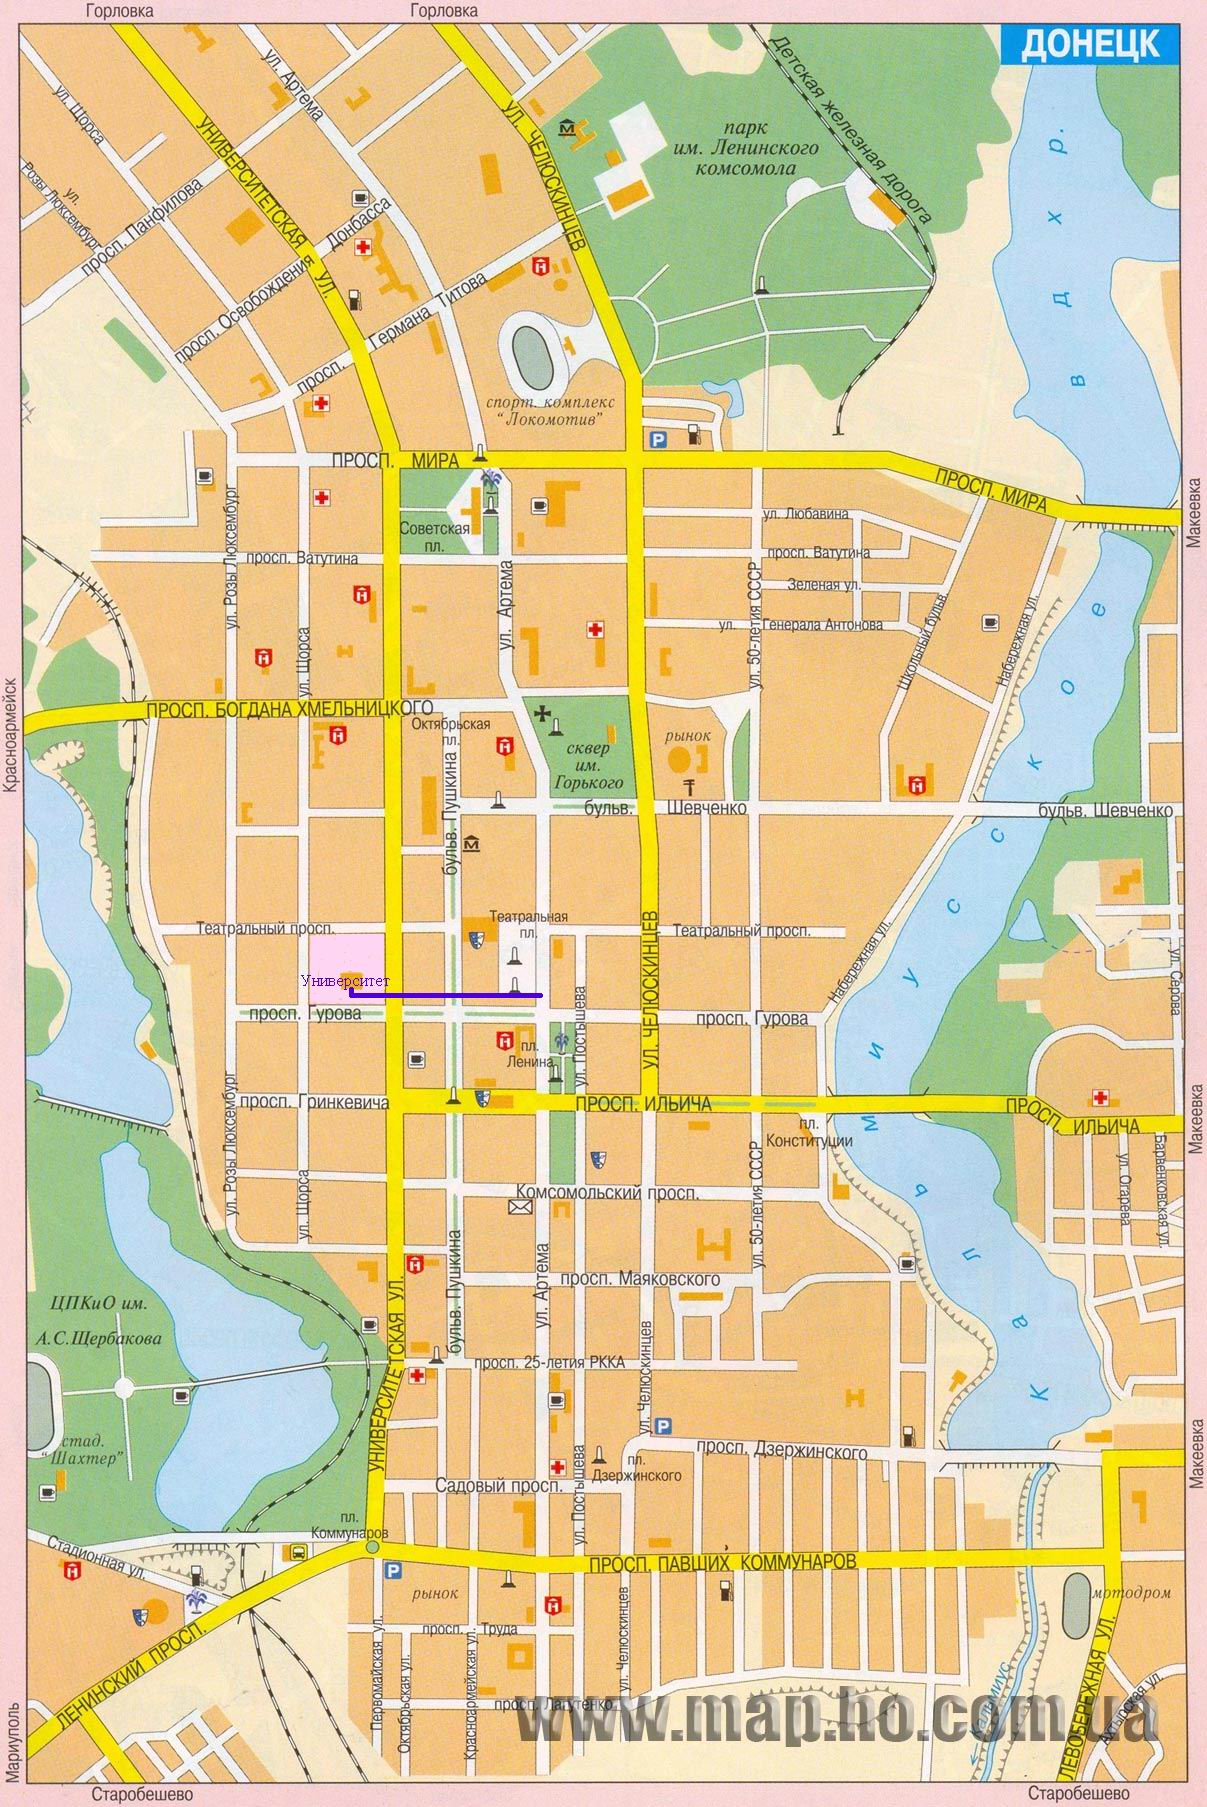 Горловка
Горловка
ДОНЕЦК
ул. Артема
ул. Щорса
УНИВЕРСИТЕТСКАЯ УЛ.
УЛ. ЧЕЛЮСКИНЦЕВ
Детская железная дорога
парк
им. Ленинского
комсомола
вдхр.
ул.
Розы Люксембург
просп. Панфилова
просп. Освобождения Донбасса
просп. Германа Титова
спорт. комплекс
"Локомотив"
ПРОСП. МИРА
ПРОСП. МИРА
Макеевка
Советская
пл.
ул. Любавина
просп. Ватутина
просп. Ватутина
Зеленая ул.
ул. Генерала Антонова
ул. Розы Люксембург
ул. Щорса
ул. Артема
ул. 50-летия СССР
Школьный бульв.
Набережная ул.
Красноармейск
ПРОСП. БОГДАНА ХМЕЛЬНИЦКОГО
Октябрьская
пл.
сквер
им.
Горького
рынок
бульв. Пушкина
бульв. Шевченко
бульв. Шевченко
Кальмиусское
Театральный просп.
Театральная
пл.
Театральный просп.
УЛ. ЧЕЛЮСКИНЦЕВ
Набережная ул.
ул. Серова
Университет
просп. Гурова
просп. Гурова
пл.
Ленина
ул. Постышева
ул. Розы Люксембург
просп. Гринкевича
ПРОСП. ИЛЬИЧА
ПРОСП. ИЛЬИЧА
Макеевка
пл.
Конституции
ул. Щорса
Комсомольский просп.
ул. 50-летия СССР
ул. Огарева
Барвенковская ул.
просп. Маяковского
бульв. Пушкина
ул. Артема
УНИВЕРСИТЕТСКАЯ УЛ.
ЦПКиО им.
А.С.Щербакова
просп. 25-летия РККА
ул. Челюскинцев
стад.
"Шахтер"
просп. Дзержинского
пл.
Дзержинского
Макеевка
Садовый просп.
ул. Постышева
пл.
Коммунаров
Стадионная ул.
ПРОСП. ПАВШИХ КОММУНАРОВ
рынок
мотодром
просп. Труда
Первомайская ул.
Октябрьская ул.
Красноармейская ул.
ул. Челюскинцев
ЛЕНИНСКИЙ ПРОСП.
просп. Лагутенко
Кальмиус
ЛЕВОБЕРЕЖНАЯ УЛ.
Ахтырская ул.
www.map.ho.com.ua
Мариуполь
Старобешево
Старобешево